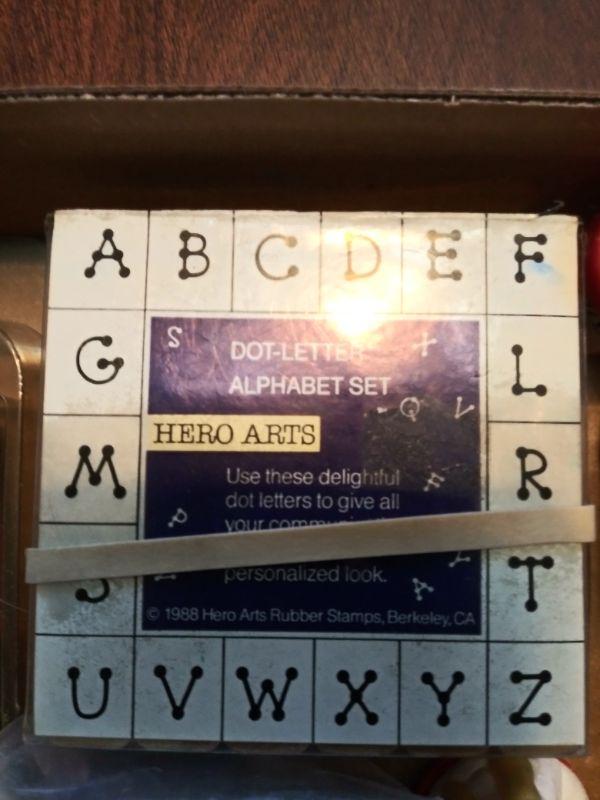 A B C D E F
G L
M R
S T
U V W X Y Z
S X
DOT-LETTER
ALPHABET SET
Q V
HERO ARTS
Use these delightful
dot letters to give all
P
your
personalized look.
© 1988 Hero Arts Rubber Stamps, Berkeley, CA